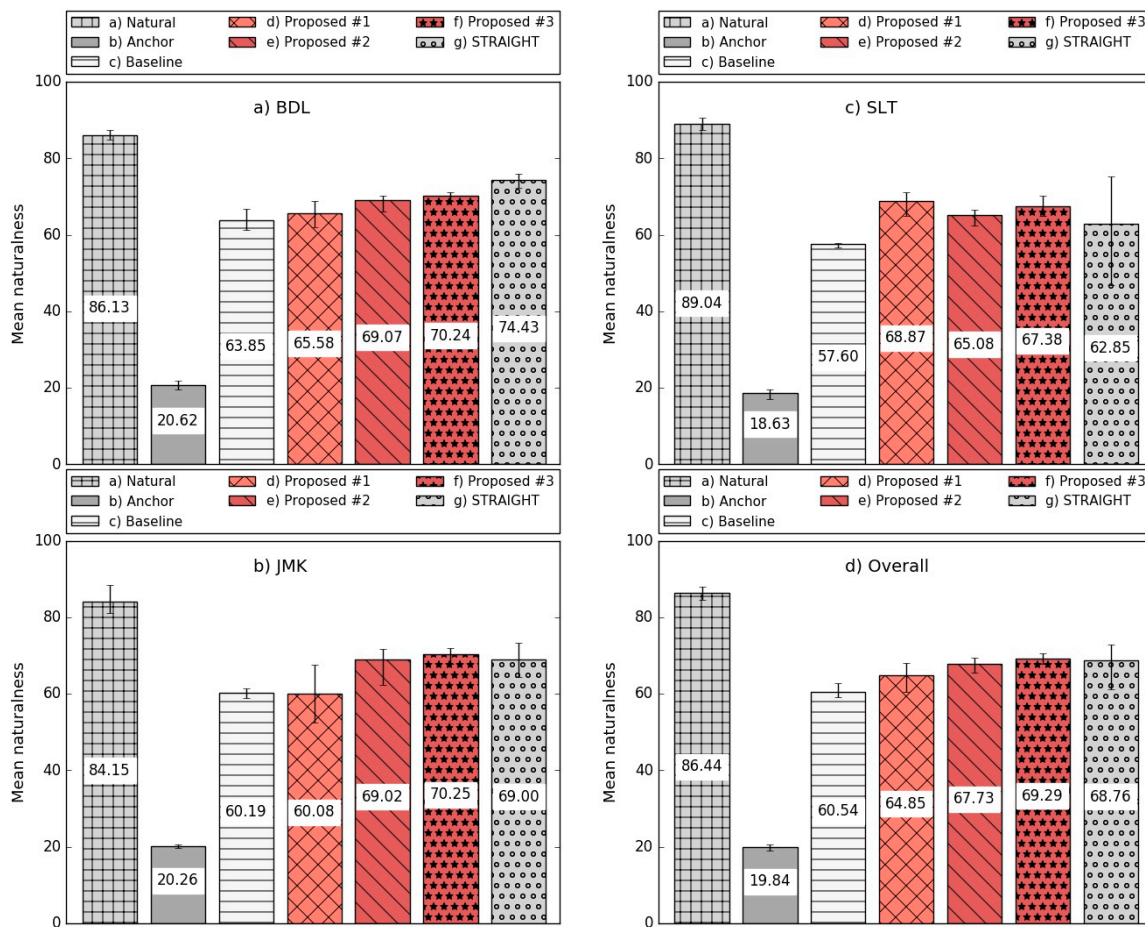 a) Natural d) Proposed #1 f) Proposed #3
b) Anchor e) Proposed #2 g) STRAIGHT
c) Baseline
100
80
60
40
20
0
Mean naturalness
a) BDL
86.13
20.62
63.85
65.58
69.07
70.24
74.43
a) Natural d) Proposed #1 f) Proposed #3
b) Anchor e) Proposed #2 g) STRAIGHT
c) Baseline
100
80
60
40
20
0
Mean naturalness
c) SLT
89.04
18.63
57.60
68.87
65.08
67.38
62.85
a) Natural d) Proposed #1 f) Proposed #3
b) Anchor e) Proposed #2 g) STRAIGHT
c) Baseline
100
80
60
40
20
0
Mean naturalness
b) JMK
84.15
20.26
60.19
60.08
69.02
70.25
69.00
a) Natural d) Proposed #1 f) Proposed #3
b) Anchor e) Proposed #2 g) STRAIGHT
c) Baseline
100
80
60
40
20
0
Mean naturalness
d) Overall
86.44
19.84
60.54
64.85
67.73
69.29
68.76